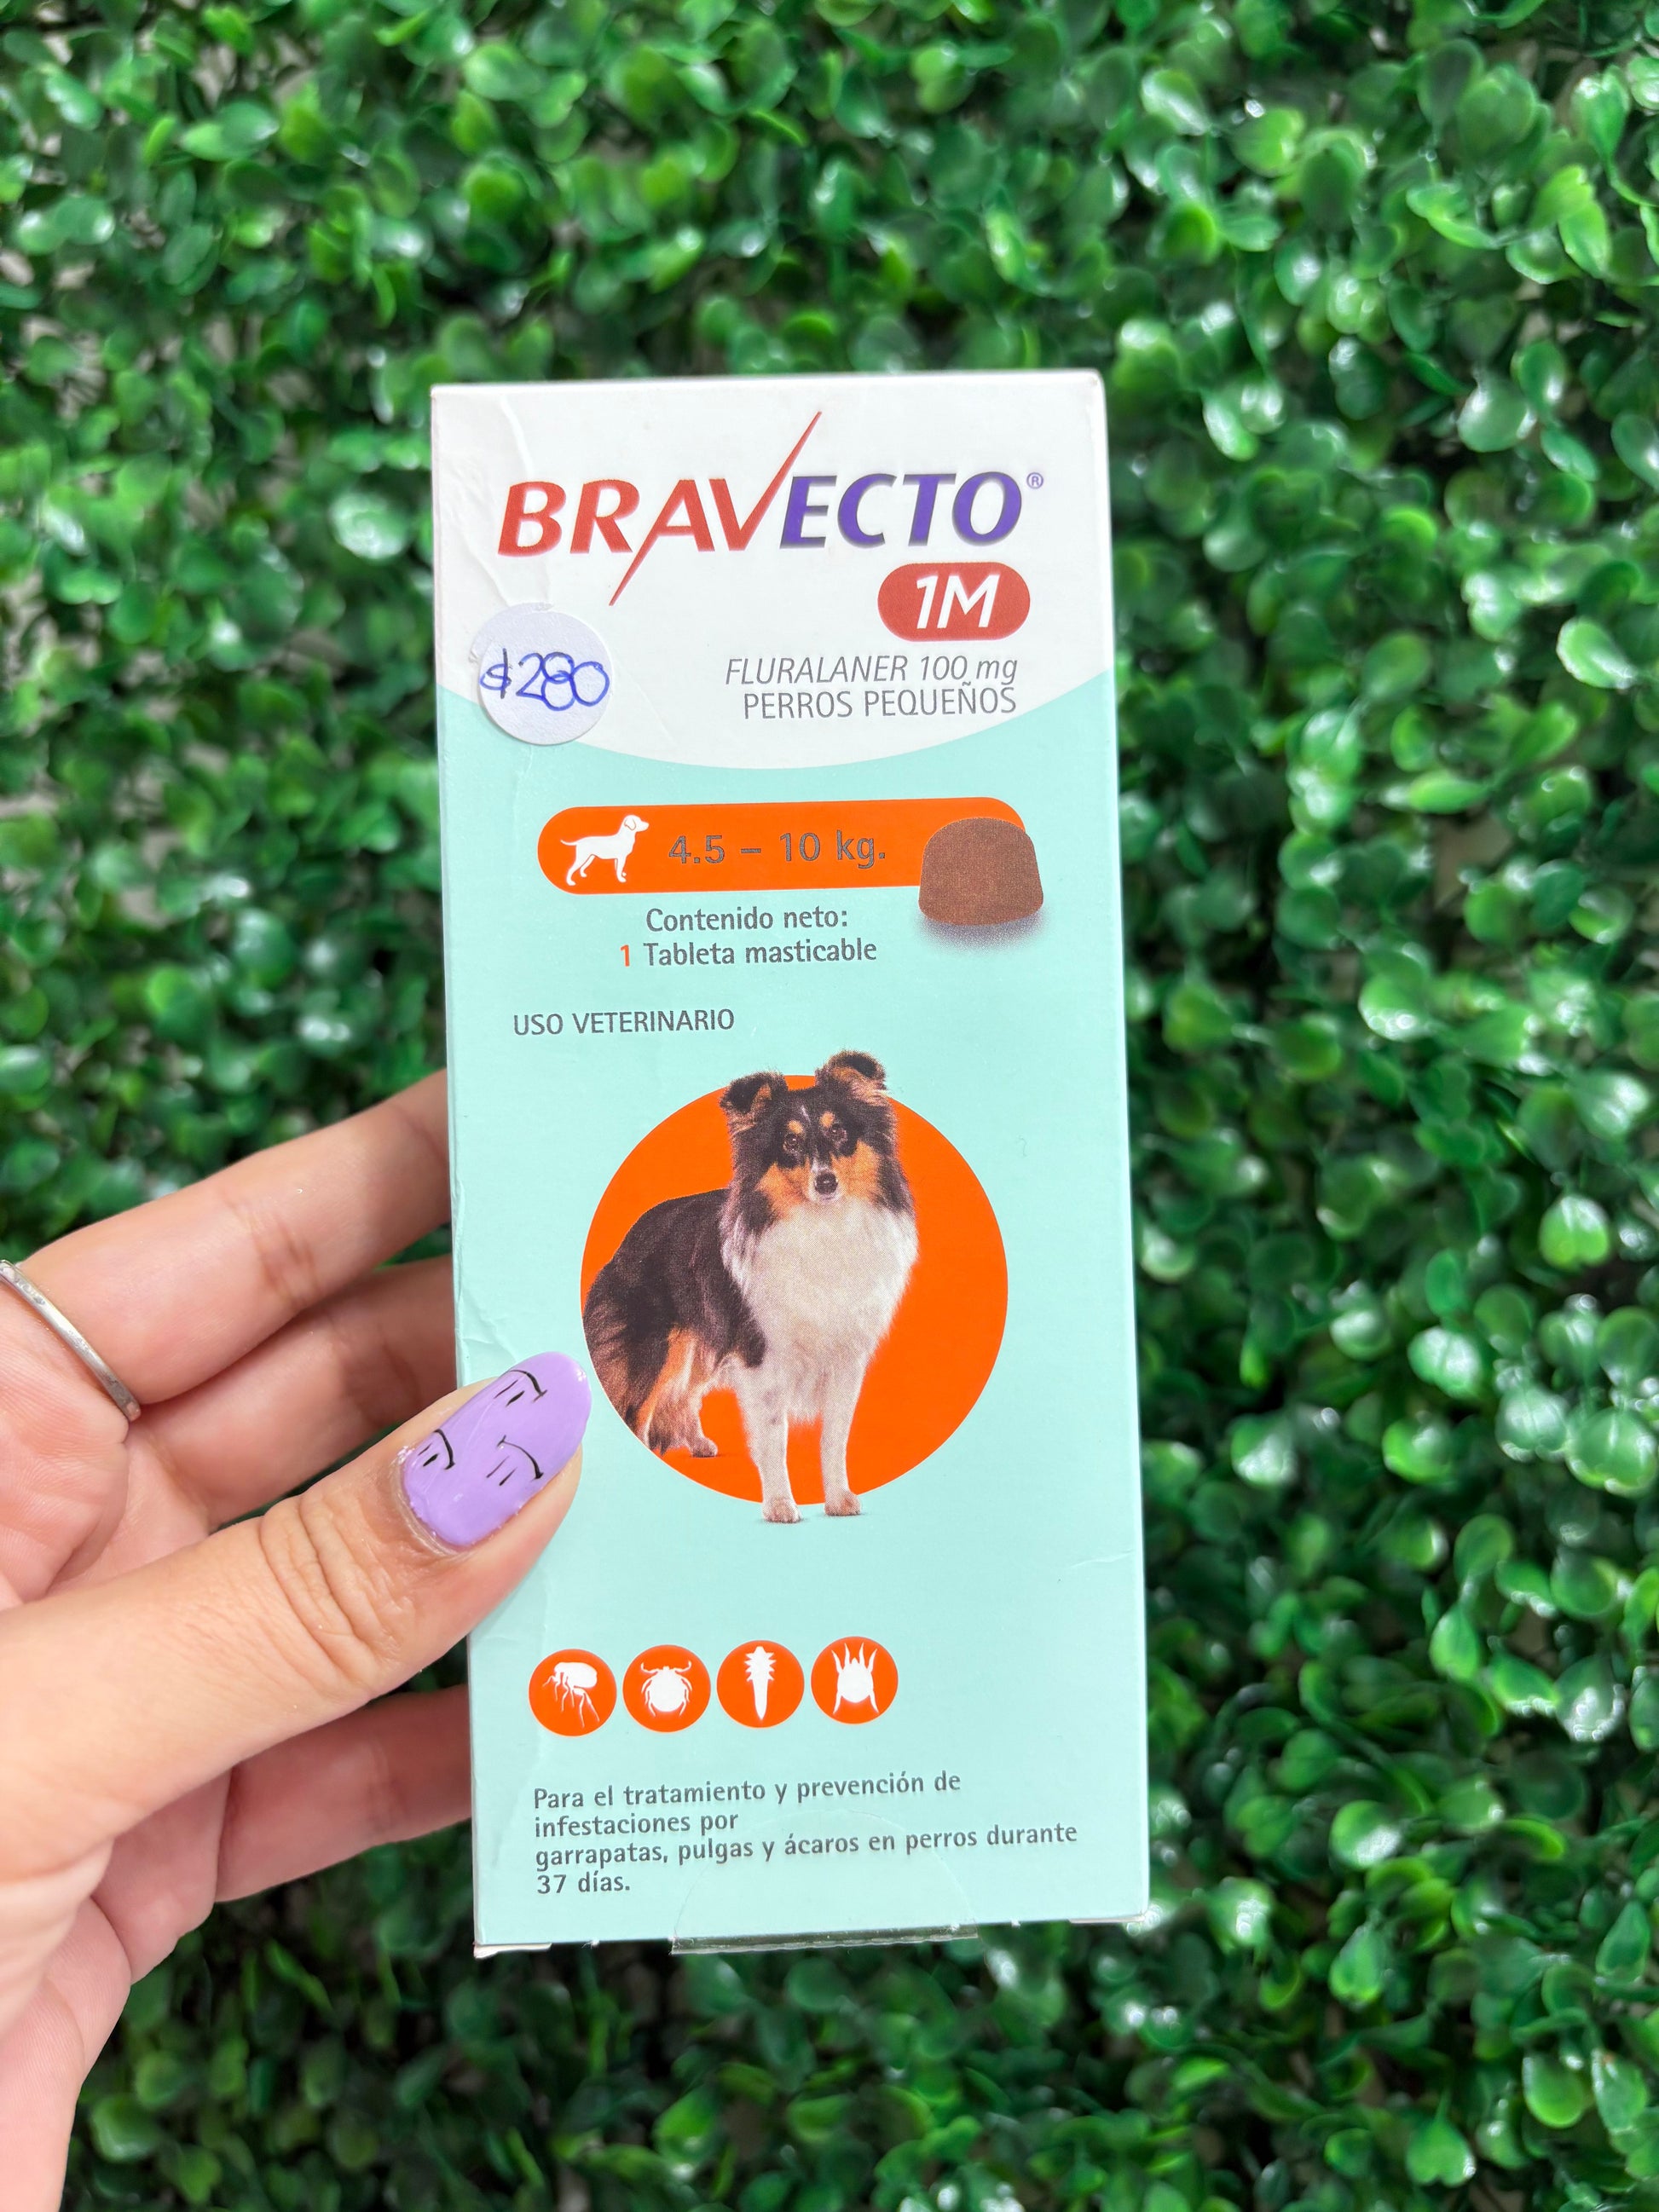 BRAVECTO®
1M
$280
FLURALANER 100 mg
PERROS PEQUEÑOS
4.5 – 10 kg.
Contenido neto:
1 Tableta masticable
USO VETERINARIO
Para el tratamiento y prevención de
infestaciones por
garrapatas, pulgas y ácaros en perros durante
37 días.